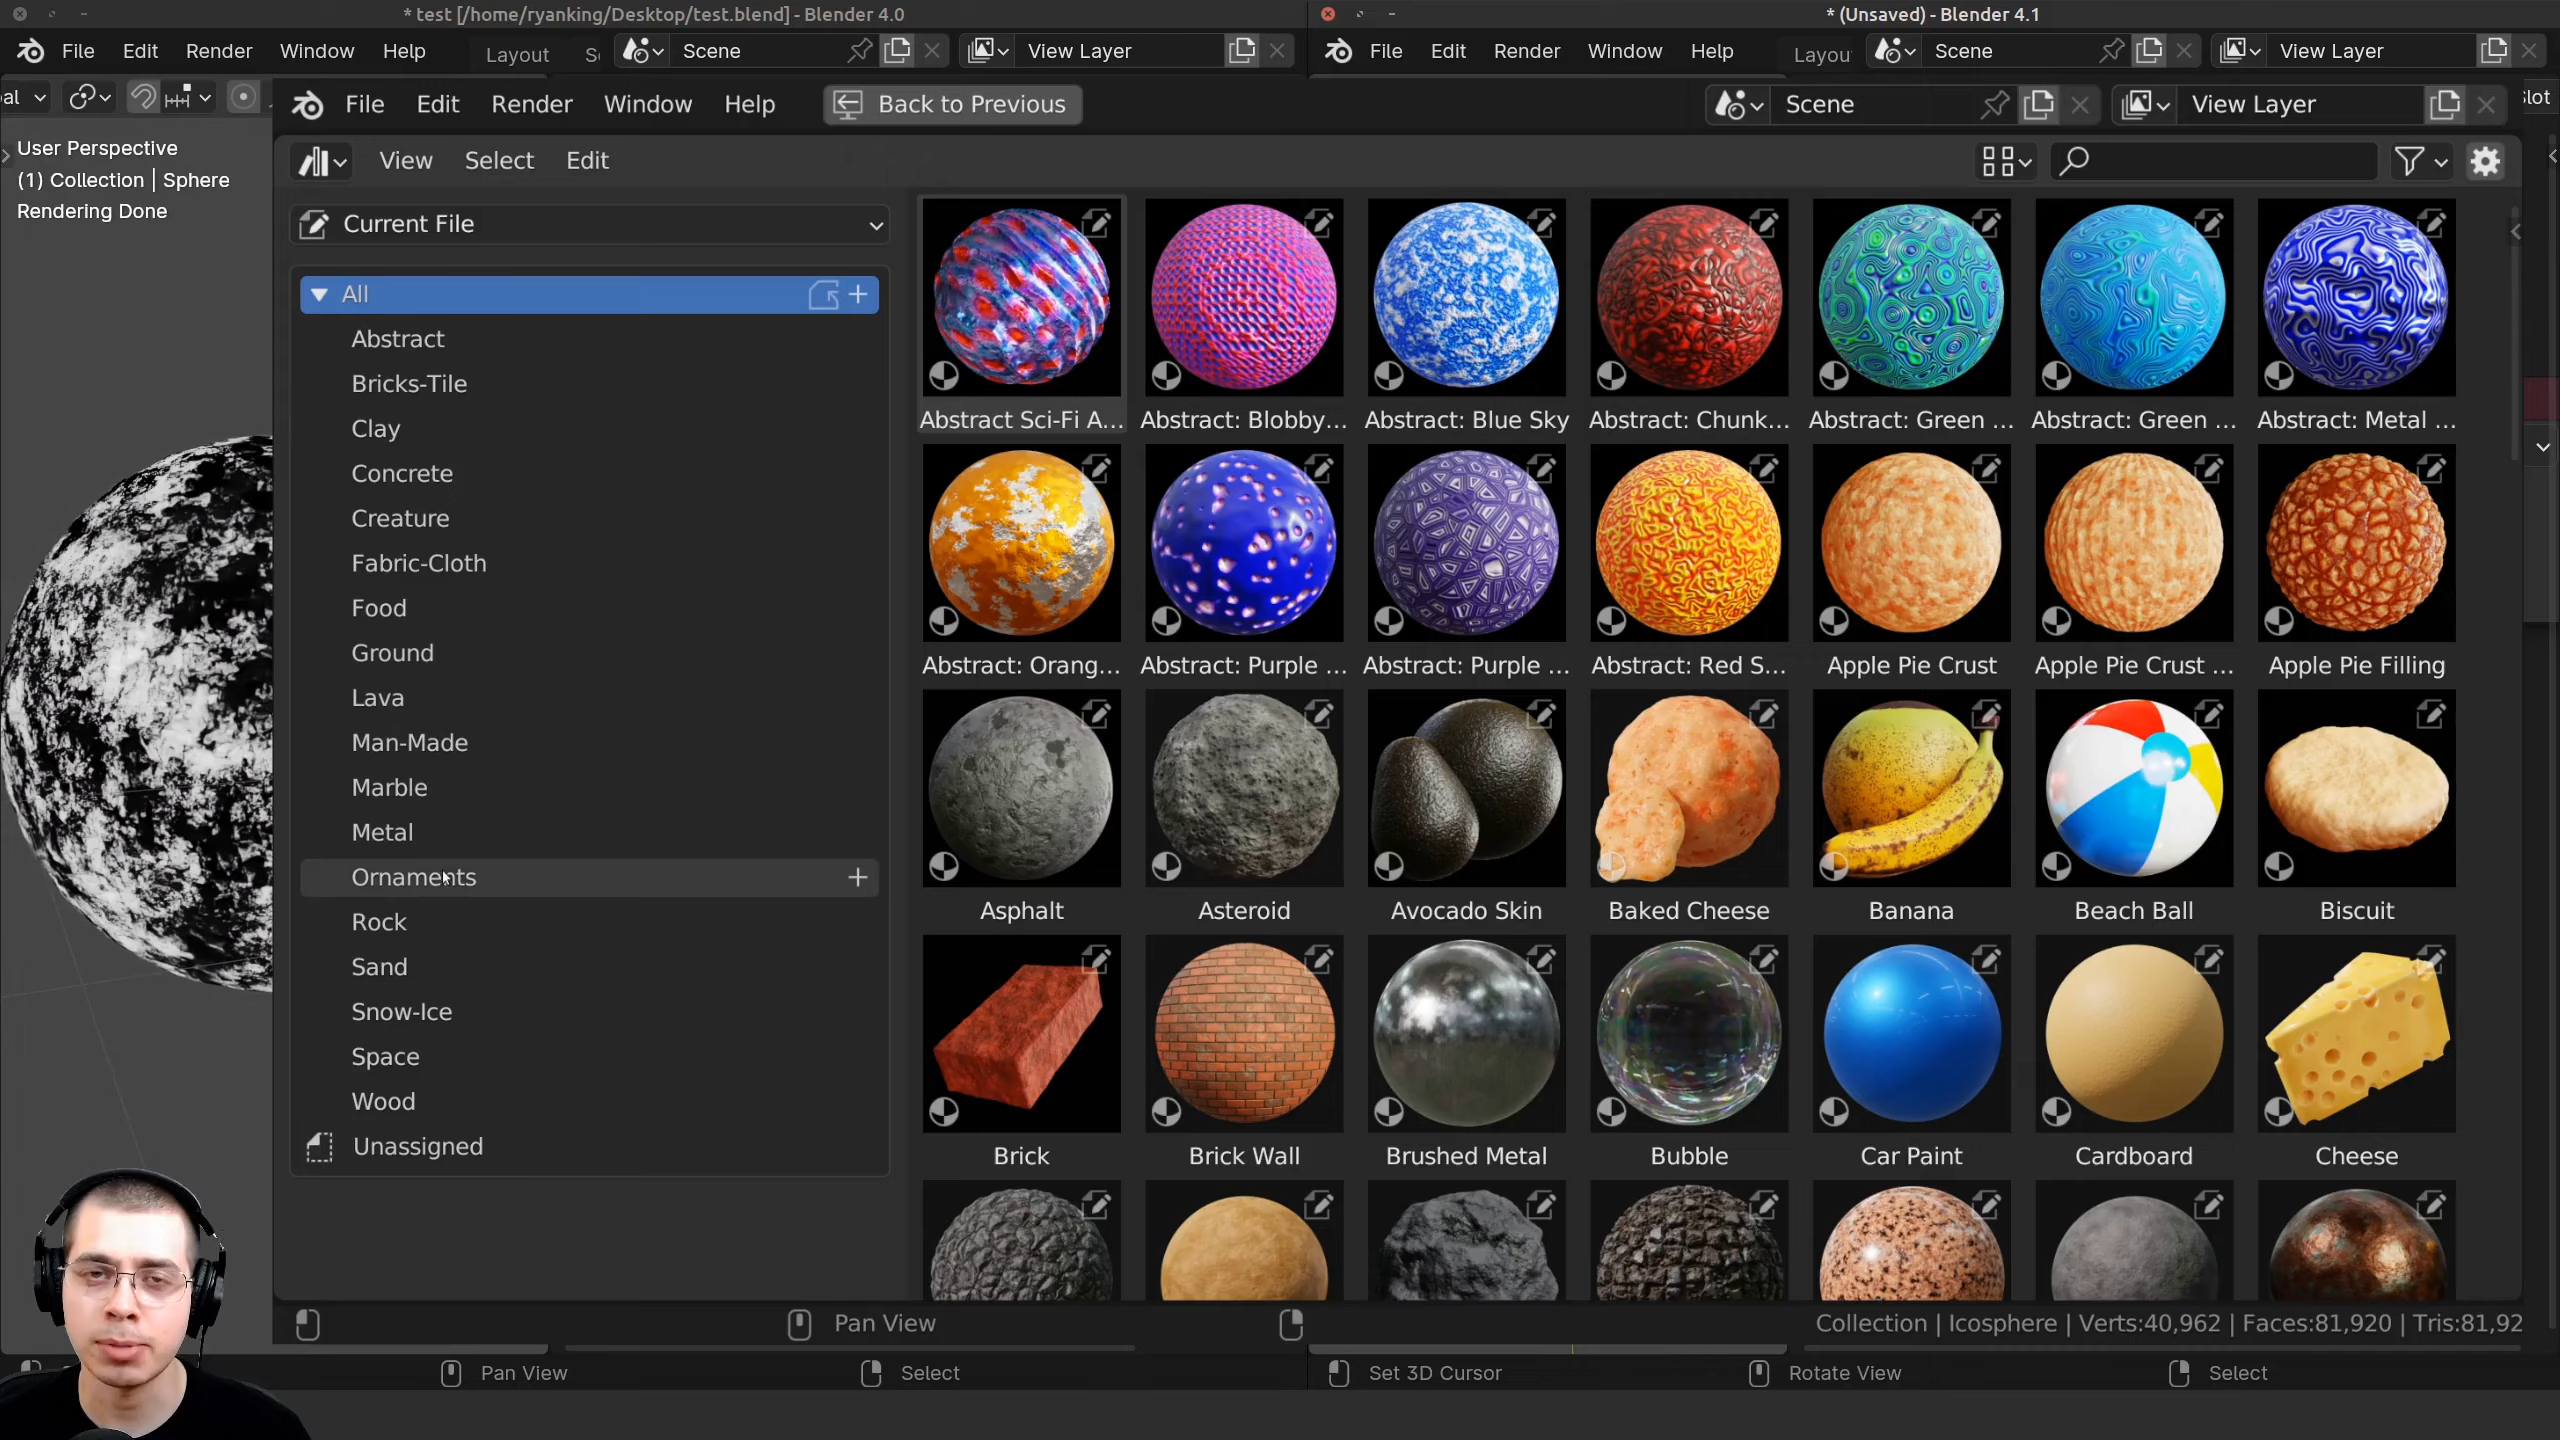 * test [/home/ryanking/Desktop/test.blend] - Blender 4.0
* (Unsaved) - Blender 4.1
File Edit Render Window Help Layout Scene View Layer
File Edit Render Window Help Layou Scene View Layer
al
File Edit Render Window Help Back to Previous Scene View Layer
lot
View Select Edit
User Perspective
(1) Collection | Sphere
Rendering Done
Current File
All
Abstract
Bricks-Tile
Clay
Concrete
Creature
Fabric-Cloth
Food
Ground
Lava
Man-Made
Marble
Metal
Ornaments
Rock
Sand
Snow-Ice
Space
Wood
Unassigned
Abstract Sci-Fi A... Abstract: Blobby... Abstract: Blue Sky Abstract: Chunk... Abstract: Green ... Abstract: Green ... Abstract: Metal ...
Abstract: Orang... Abstract: Purple ... Abstract: Purple ... Abstract: Red S... Apple Pie Crust Apple Pie Crust ... Apple Pie Filling
Asphalt Asteroid Avocado Skin Baked Cheese Banana Beach Ball Biscuit
Brick Brick Wall Brushed Metal Bubble Car Paint Cardboard Cheese
Pan View
Collection | Icosphere | Verts:40,962 | Faces:81,920 | Tris:81,92
Pan View Select Set 3D Cursor Rotate View Select